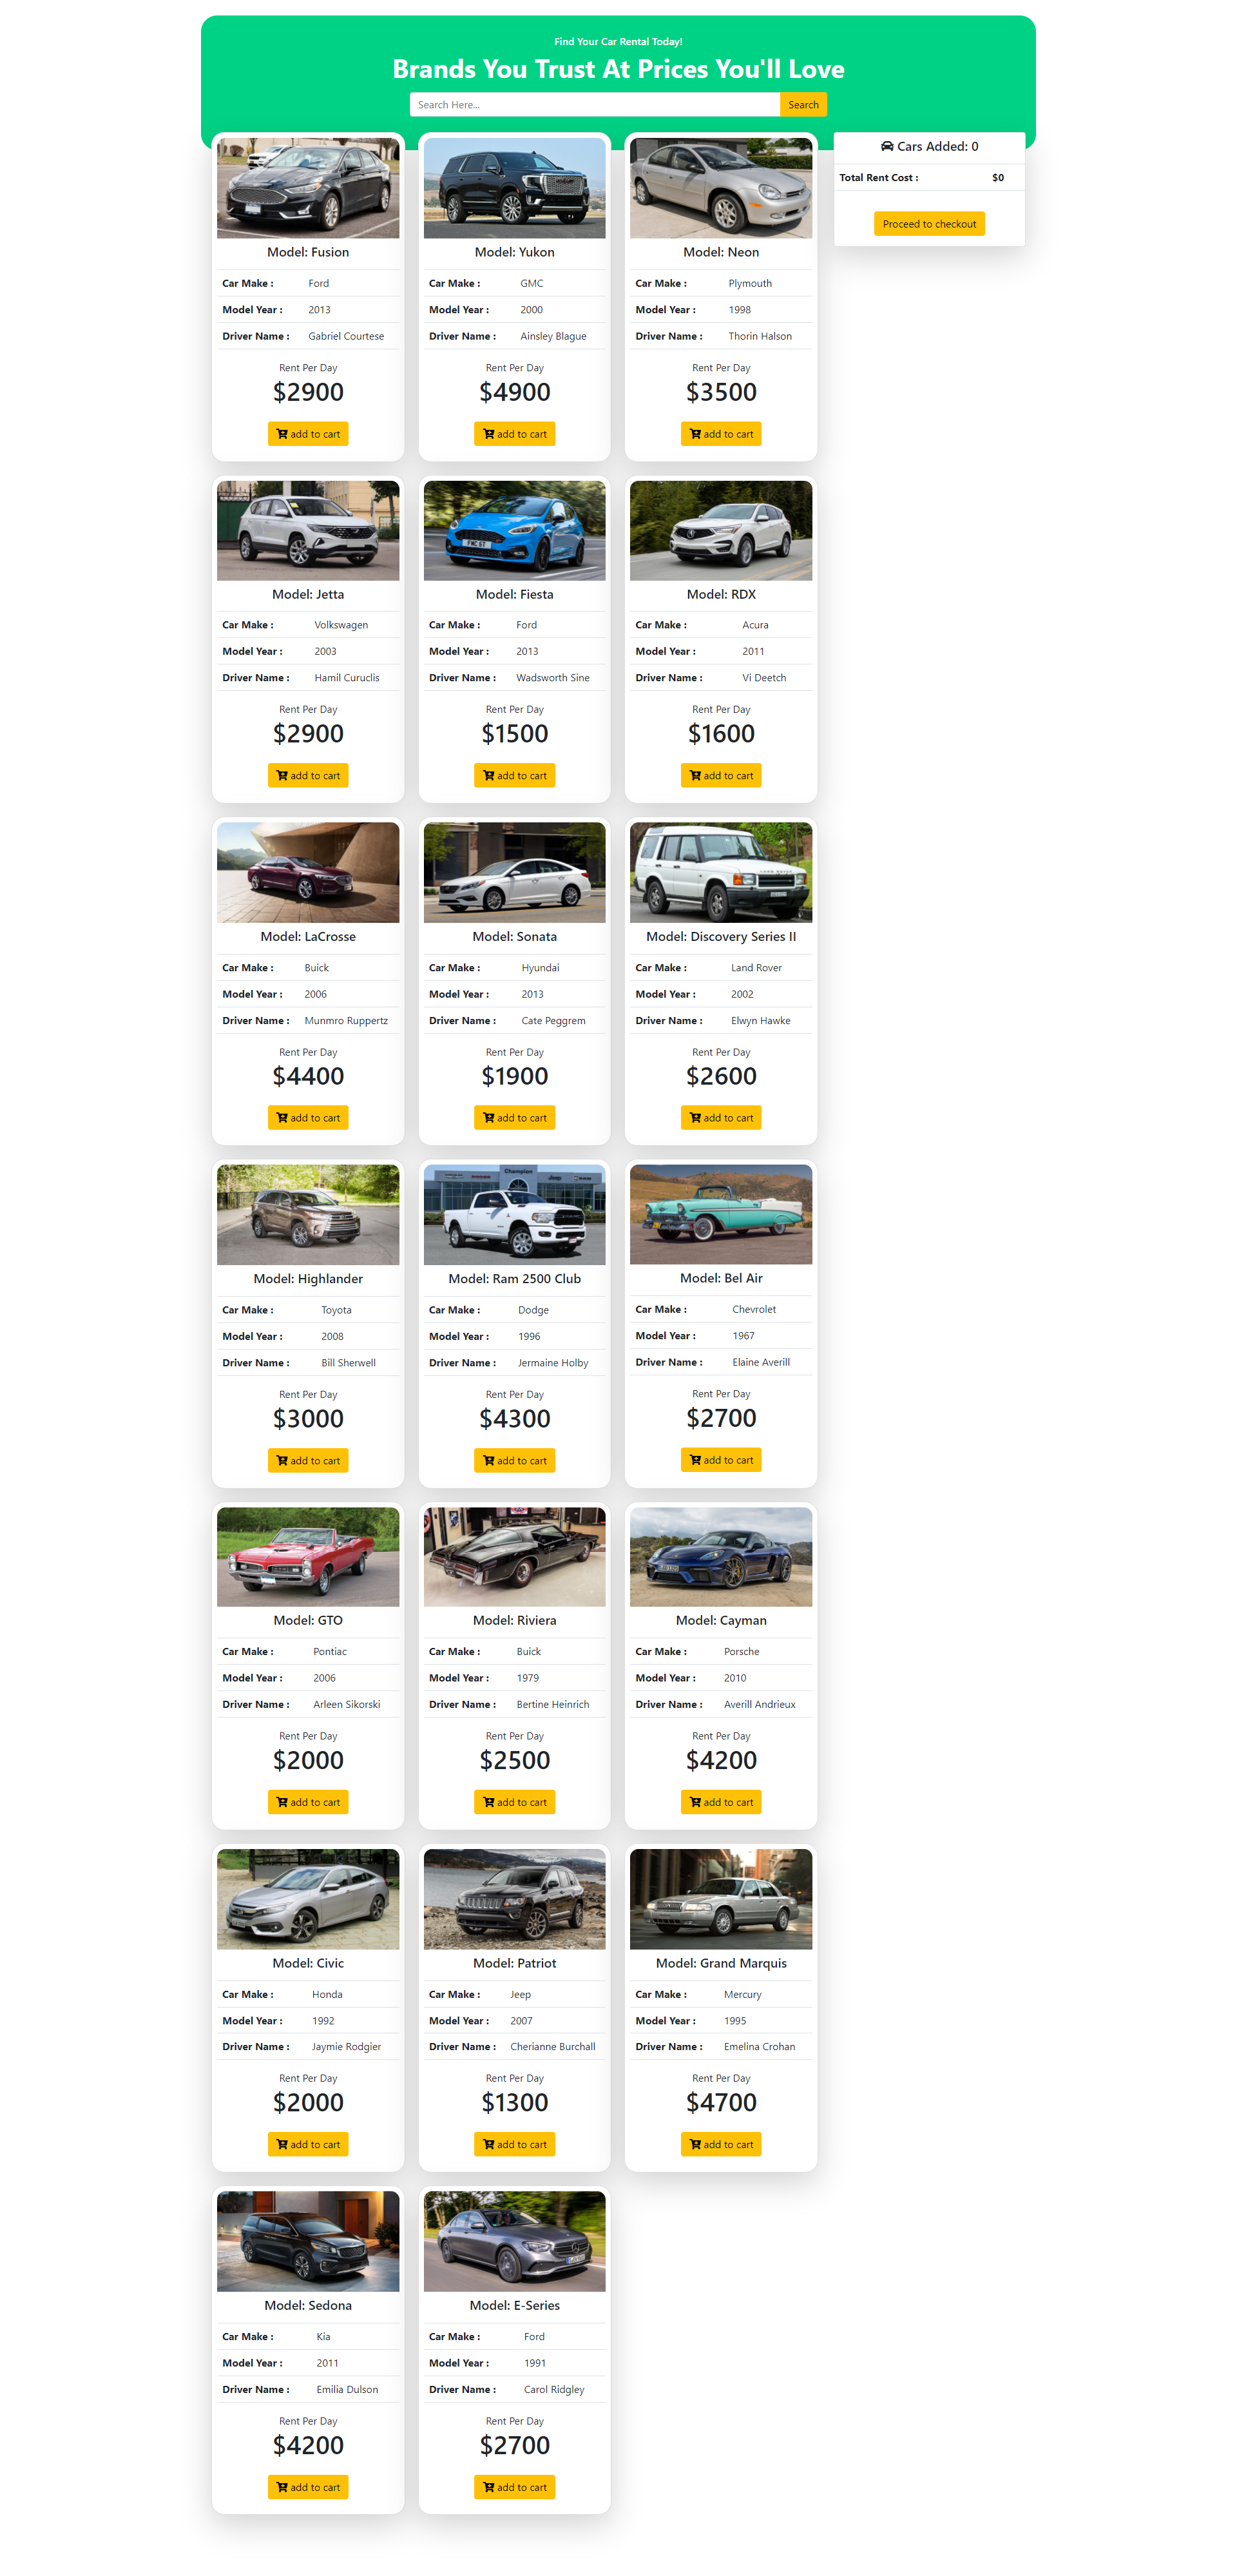 Find Your Car Rental Today!
Brands You Trust At Prices You'll Love
Search Here...
Search
Cars Added: 0
Total Rent Cost : $0
Proceed to checkout
Model: Fusion
Car Make : Ford
Model Year : 2013
Driver Name : Gabriel Courtese
Rent Per Day
$2900
add to cart
Model: Yukon
Car Make : GMC
Model Year : 2000
Driver Name : Ainsley Blague
Rent Per Day
$4900
add to cart
Model: Neon
Car Make : Plymouth
Model Year : 1998
Driver Name : Thorin Halson
Rent Per Day
$3500
add to cart
Model: Jetta
Car Make : Volkswagen
Model Year : 2003
Driver Name : Hamil Curuclis
Rent Per Day
$2900
add to cart
Model: Fiesta
Car Make : Ford
Model Year : 2013
Driver Name : Wadsworth Sine
Rent Per Day
$1500
add to cart
Model: RDX
Car Make : Acura
Model Year : 2011
Driver Name : Vi Deetch
Rent Per Day
$1600
add to cart
Model: LaCrosse
Car Make : Buick
Model Year : 2006
Driver Name : Munmro Ruppertz
Rent Per Day
$4400
add to cart
Model: Sonata
Car Make : Hyundai
Model Year : 2013
Driver Name : Cate Peggrem
Rent Per Day
$1900
add to cart
Model: Discovery Series II
Car Make : Land Rover
Model Year : 2002
Driver Name : Elwyn Hawke
Rent Per Day
$2600
add to cart
Model: Highlander
Car Make : Toyota
Model Year : 2008
Driver Name : Bill Sherwell
Rent Per Day
$3000
add to cart
Champion
Model: Ram 2500 Club
Car Make : Dodge
Model Year : 1996
Driver Name : Jermaine Holby
Rent Per Day
$4300
add to cart
Model: Bel Air
Car Make : Chevrolet
Model Year : 1967
Driver Name : Elaine Averill
Rent Per Day
$2700
add to cart
Model: GTO
Car Make : Pontiac
Model Year : 2006
Driver Name : Arleen Sikorski
Rent Per Day
$2000
add to cart
Model: Riviera
Car Make : Buick
Model Year : 1979
Driver Name : Bertine Heinrich
Rent Per Day
$2500
add to cart
Model: Cayman
Car Make : Porsche
Model Year : 2010
Driver Name : Averill Andrieux
Rent Per Day
$4200
add to cart
Model: Civic
Car Make : Honda
Model Year : 1992
Driver Name : Jaymie Rodgier
Rent Per Day
$2000
add to cart
Model: Patriot
Car Make : Jeep
Model Year : 2007
Driver Name : Cherianne Burchall
Rent Per Day
$1300
add to cart
Model: Grand Marquis
Car Make : Mercury
Model Year : 1995
Driver Name : Emelina Crohan
Rent Per Day
$4700
add to cart
Model: Sedona
Car Make : Kia
Model Year : 2011
Driver Name : Emilia Dulson
Rent Per Day
$4200
add to cart
Model: E-Series
Car Make : Ford
Model Year : 1991
Driver Name : Carol Ridgley
Rent Per Day
$2700
add to cart